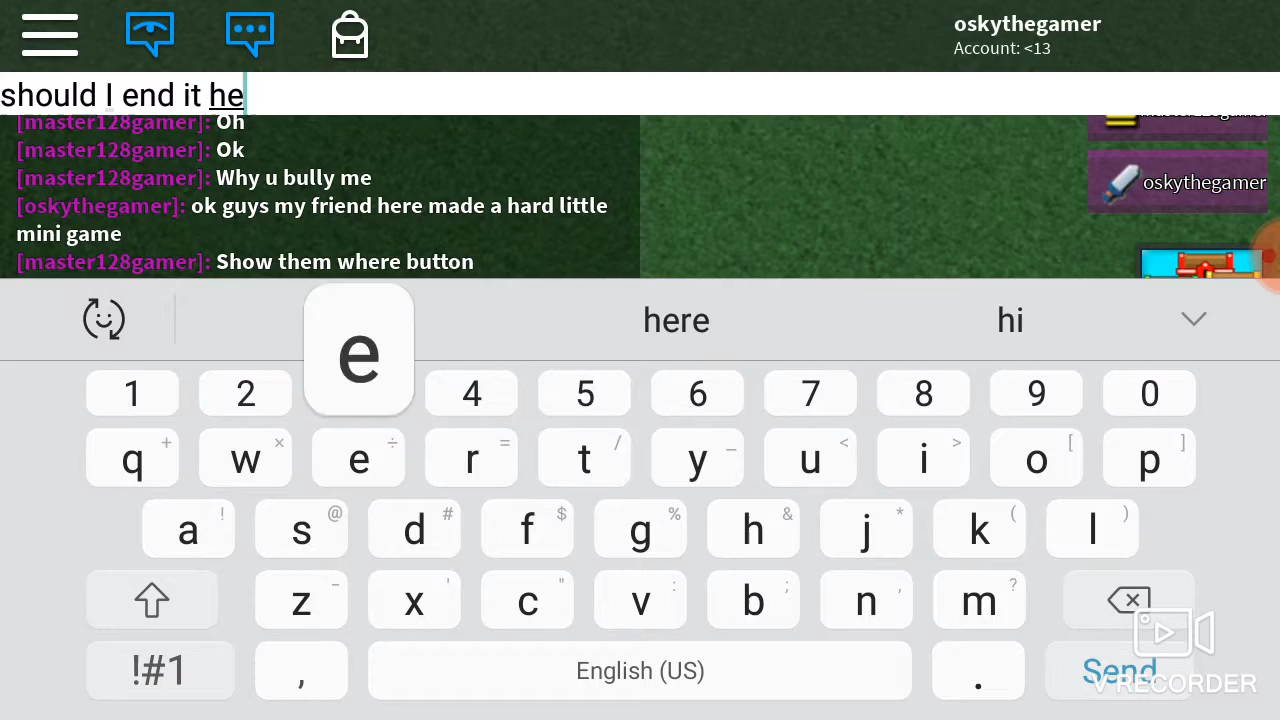 oskythegamer
Account: <13
should I end it he
[master128gamer]: Oh
[master128gamer]: Ok
[master128gamer]: Why u bully me
[oskythegamer]: ok guys my friend here made a hard little
mini game
[master128gamer]: Show them where button
oskythegamer
e
here
hi
1 2 4 5 6 7 8 9 0
q + w × e ÷ r = t / y _ u < i > o [ p ]
a ! s @ d # f $ g % h & j * k ( l )
z - x ' c " v : b ; n , m ?
!#1 , English (US) . Send
V RECORDER